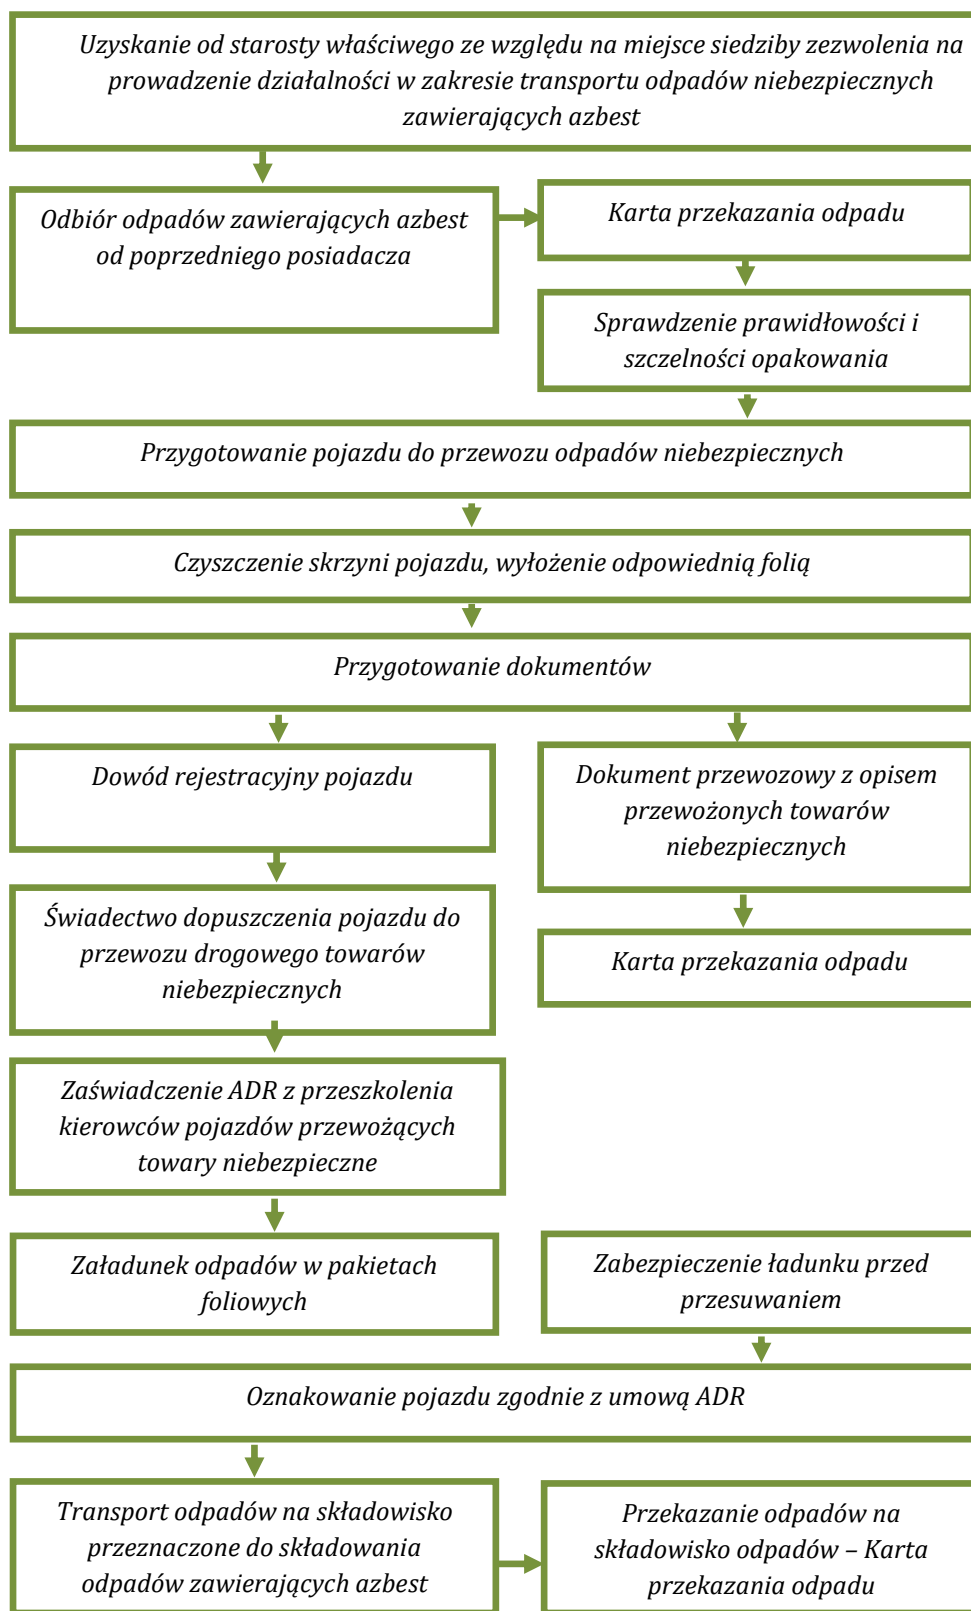 Uzyskanie od starosty właściwego ze względu na miejsce siedziby zezwolenia na
prowadzenie działalności w zakresie transportu odpadów niebezpiecznych
zawierających azbest
Odbiór odpadów zawierających azbest
od poprzedniego posiadacza
Karta przekazania odpadu
Sprawdzenie prawidłowości i
szczelności opakowania
Przygotowanie pojazdu do przewozu odpadów niebezpiecznych
Czyszczenie skrzyni pojazdu, wyłożenie odpowiednią folią
Przygotowanie dokumentów
Dowód rejestracyjny pojazdu
Dokument przewozowy z opisem
przewożonych towarów
niebezpiecznych
Świadectwo dopuszczenia pojazdu do
przewozu drogowego towarów
niebezpiecznych
Karta przekazania odpadu
Zaświadczenie ADR z przeszkolenia
kierowców pojazdów przewożących
towary niebezpieczne
Załadunek odpadów w pakietach
foliowych
Zabezpieczenie ładunku przed
przesuwaniem
Oznakowanie pojazdu zgodnie z umową ADR
Transport odpadów na składowisko
przeznaczone do składowania
odpadów zawierających azbest
Przekazanie odpadów na
składowisko odpadów – Karta
przekazania odpadu